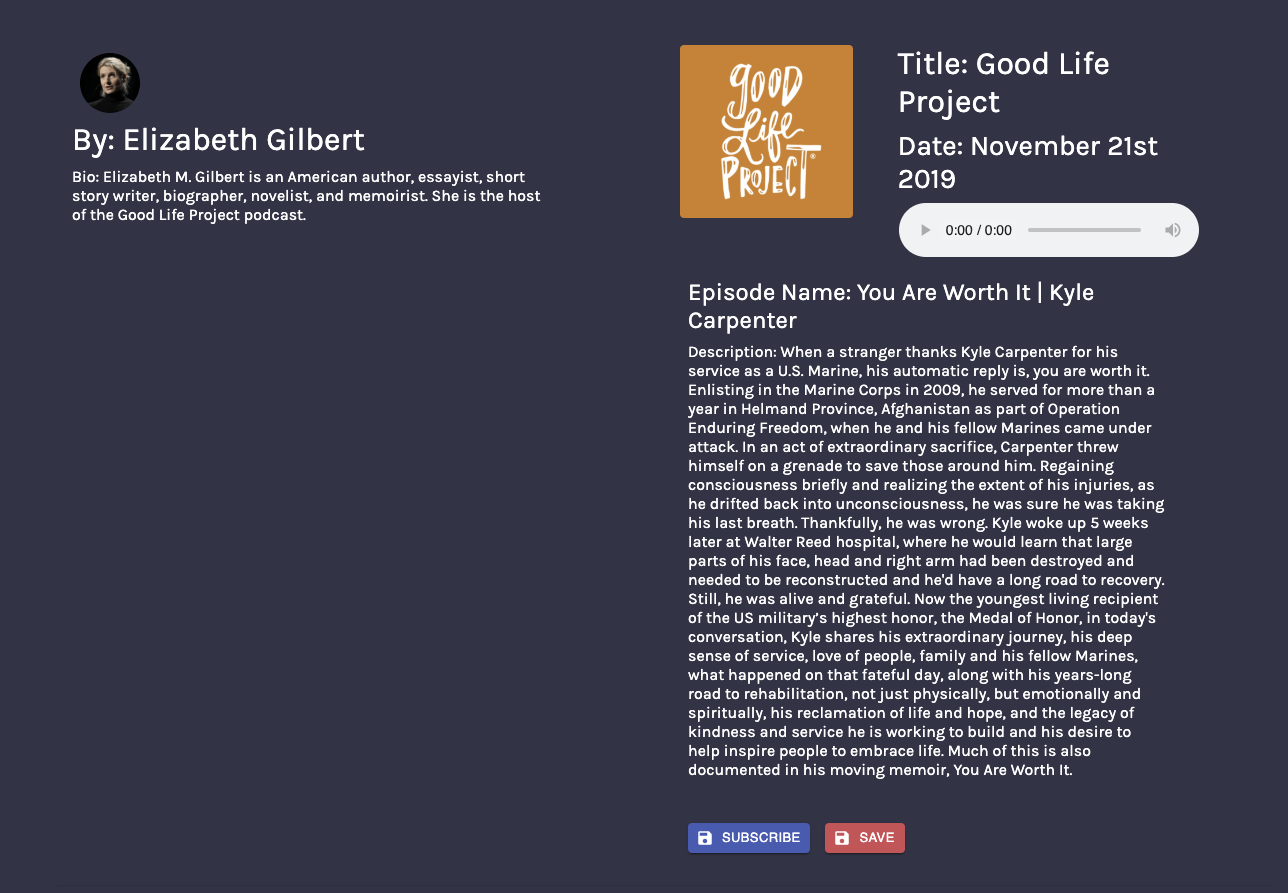 By: Elizabeth Gilbert
Bio: Elizabeth M. Gilbert is an American author, essayist, short
story writer, biographer, novelist, and memoirist. She is the host
of the Good Life Project podcast.
GOOD
Life
PROJECT®
Title: Good Life
Project
Date: November 21st
2019
0:00 / 0:00
Episode Name: You Are Worth It | Kyle
Carpenter
Description: When a stranger thanks Kyle Carpenter for his
service as a U.S. Marine, his automatic reply is, you are worth it.
Enlisting in the Marine Corps in 2009, he served for more than a
year in Helmand Province, Afghanistan as part of Operation
Enduring Freedom, when he and his fellow Marines came under
attack. In an act of extraordinary sacrifice, Carpenter threw
himself on a grenade to save those around him. Regaining
consciousness briefly and realizing the extent of his injuries, as
he drifted back into unconsciousness, he was sure he was taking
his last breath. Thankfully, he was wrong. Kyle woke up 5 weeks
later at Walter Reed hospital, where he would learn that large
parts of his face, head and right arm had been destroyed and
needed to be reconstructed and he'd have a long road to recovery.
Still, he was alive and grateful. Now the youngest living recipient
of the US military’s highest honor, the Medal of Honor, in today's
conversation, Kyle shares his extraordinary journey, his deep
sense of service, love of people, family and his fellow Marines,
what happened on that fateful day, along with his years-long
road to rehabilitation, not just physically, but emotionally and
spiritually, his reclamation of life and hope, and the legacy of
kindness and service he is working to build and his desire to
help inspire people to embrace life. Much of this is also
documented in his moving memoir, You Are Worth It.
SUBSCRIBE
SAVE